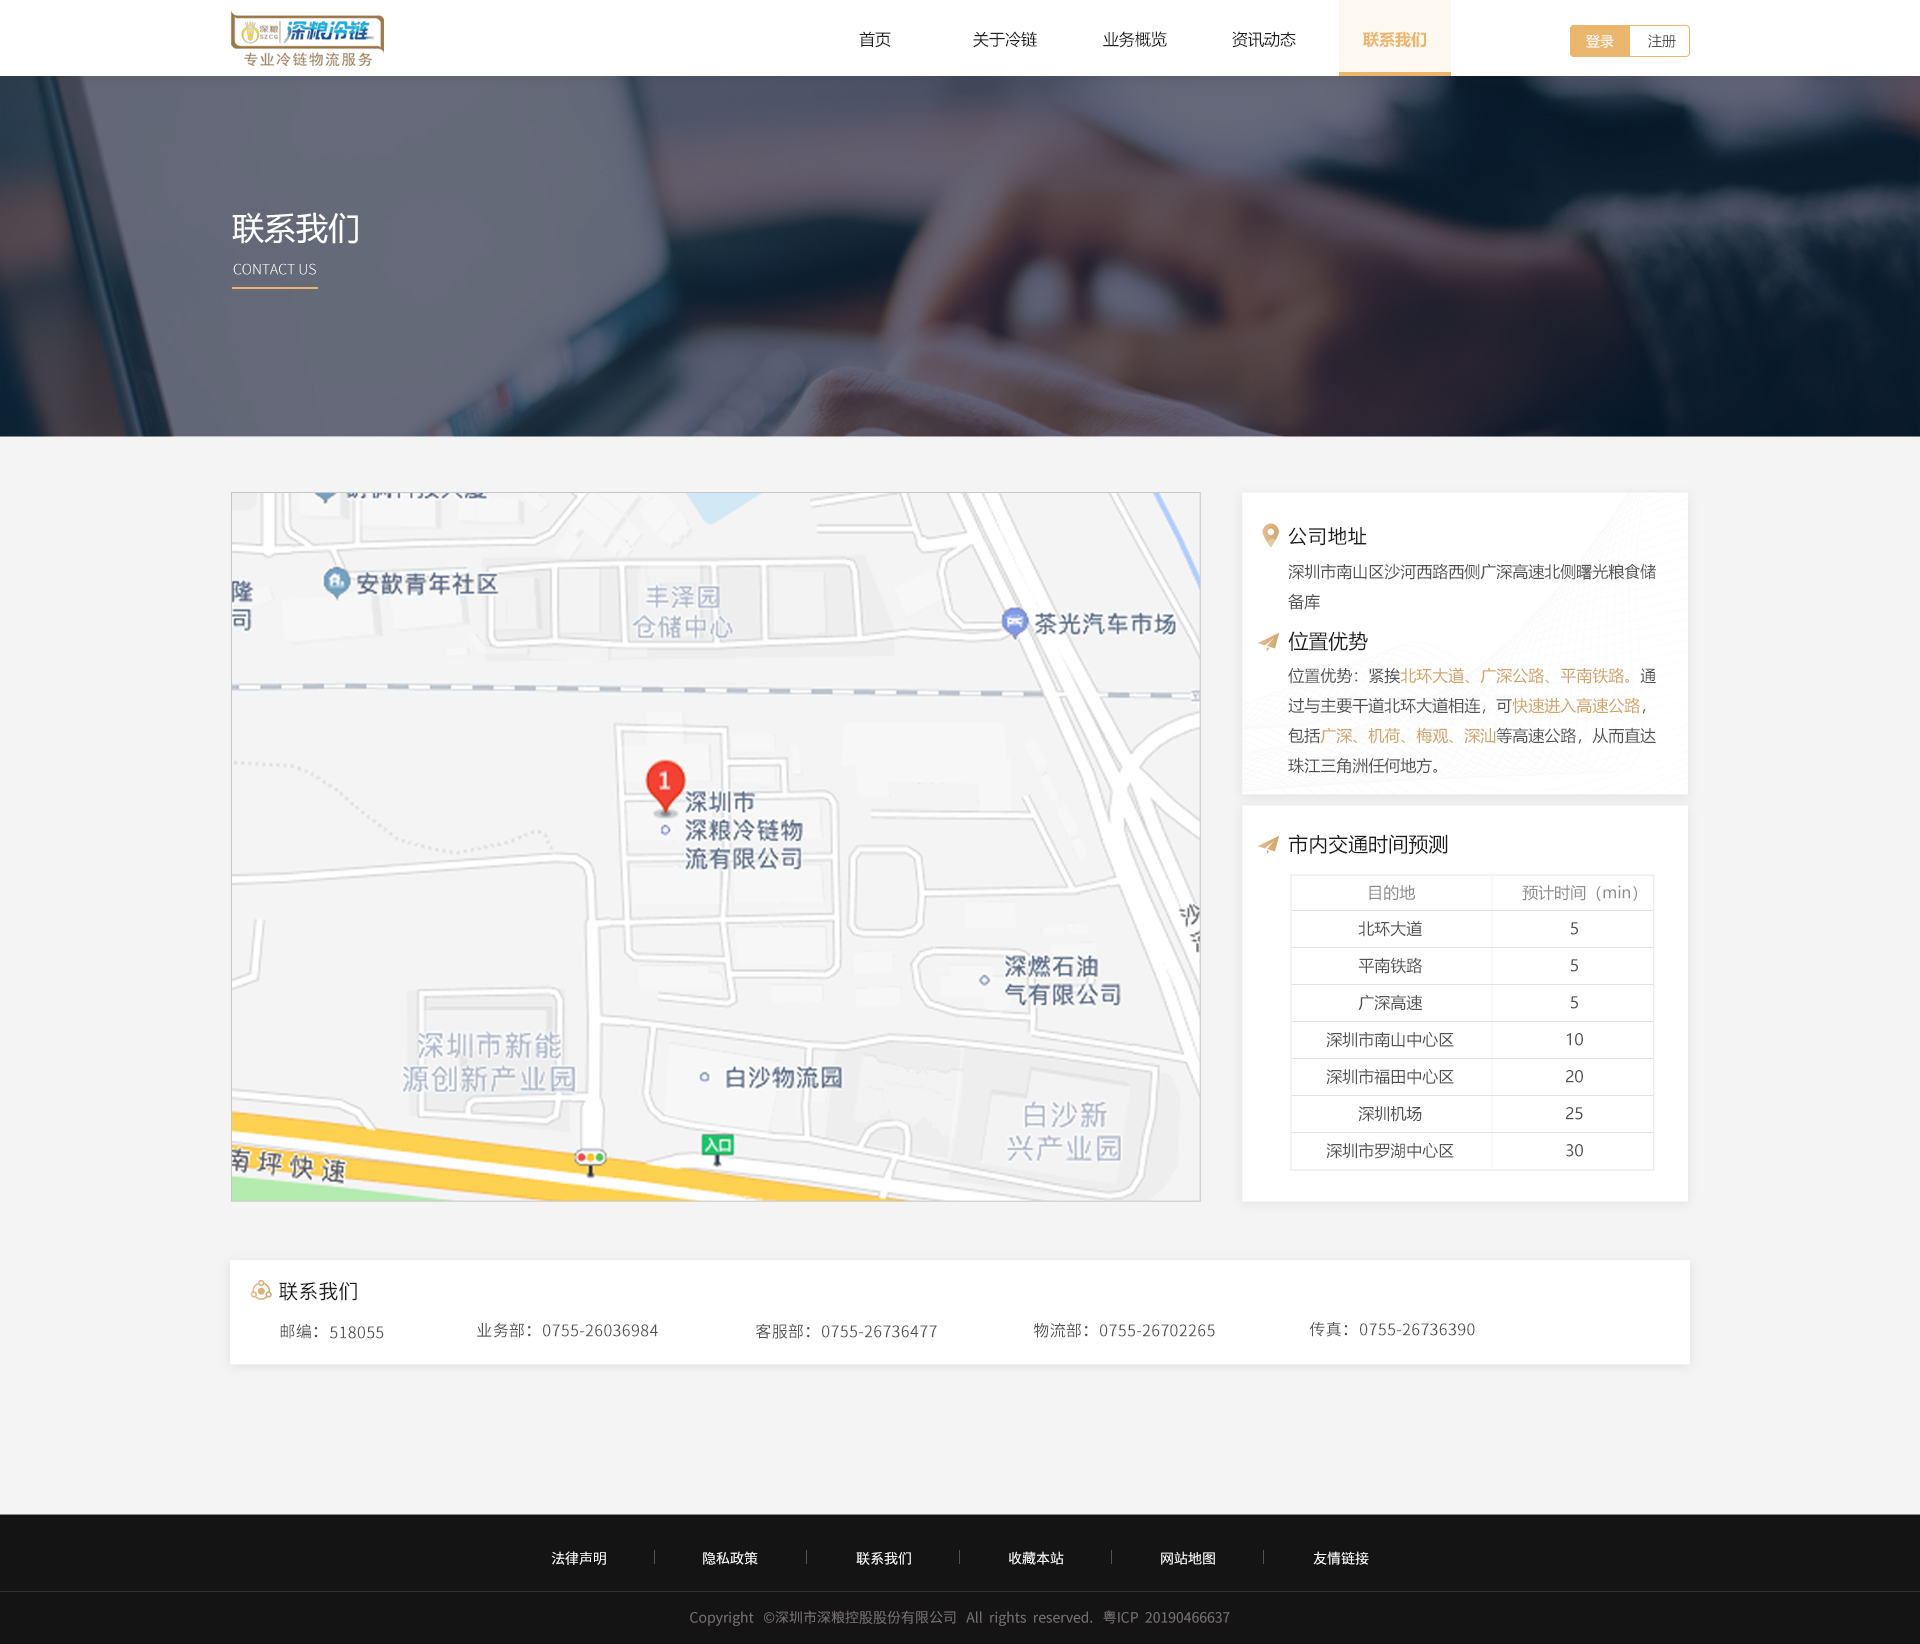 深粮
SZCG
深粮冷链
专业冷链物流服务
首页
关于冷链
业务概览
资讯动态
联系我们
登录
注册
联系我们
CONTACT US
隆
司
安歆青年社区
丰泽园
仓储中心
茶光汽车市场
1
深圳市
深粮冷链物
流有限公司
深燃石油
气有限公司
深圳市新能
源创新产业园
白沙物流园
白沙新
兴产业园
入口
南坪快速
公司地址
深圳市南山区沙河西路西侧广深高速北侧曙光粮食储
备库
位置优势
位置优势：紧挨北环大道、广深公路、平南铁路。通
过与主要干道北环大道相连，可快速进入高速公路，
包括广深、机荷、梅观、深汕等高速公路，从而直达
珠江三角洲任何地方。
市内交通时间预测
目的地 预计时间（min）
北环大道 5
平南铁路 5
广深高速 5
深圳市南山中心区 10
深圳市福田中心区 20
深圳机场 25
深圳市罗湖中心区 30
联系我们
邮编：518055
业务部：0755-26036984
客服部：0755-26736477
物流部：0755-26702265
传真：0755-26736390
法律声明
隐私政策
联系我们
收藏本站
网站地图
友情链接
Copyright ©深圳市深粮控股股份有限公司 All rights reserved. 粤ICP 20190466637